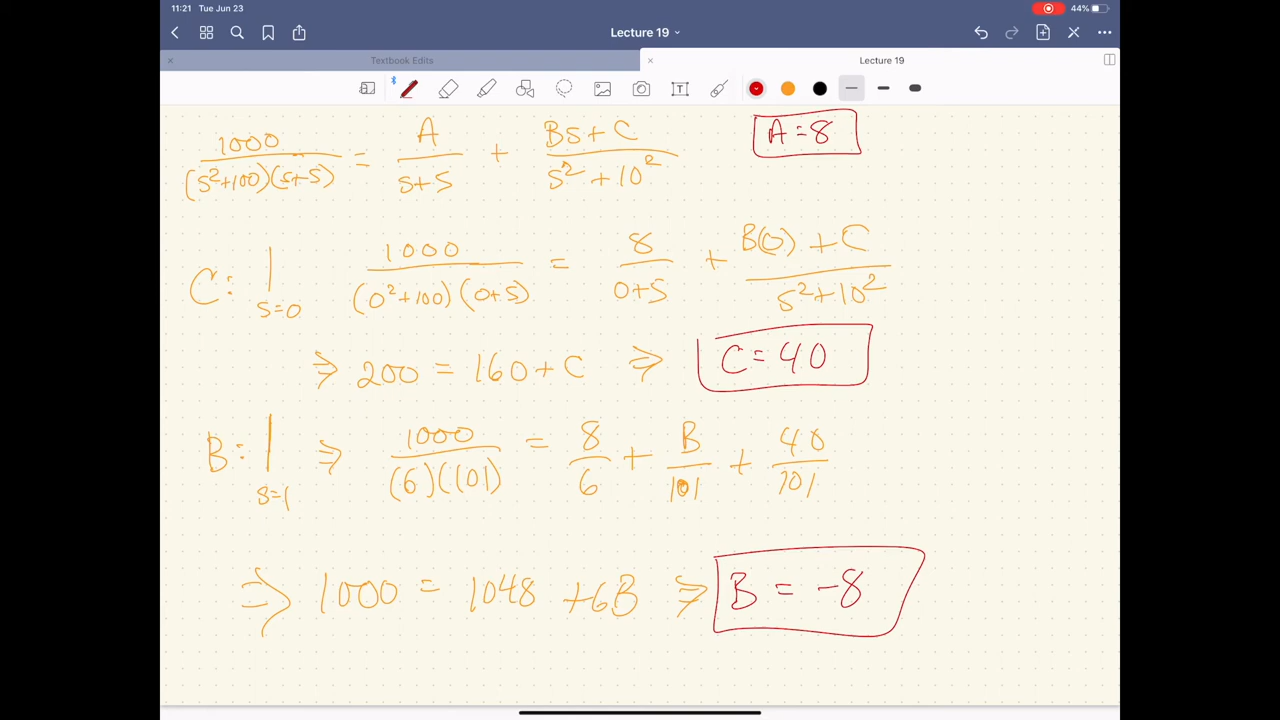 11:21 Tue Jun 23 44%
Lecture 19
Textbook Edits Lecture 19
1000/((s²+100)(s+5)) = A/(s+5) + (Bs+C)/(s²+10²) A=8
C: |s=0 1000/((0²+100)(0+5)) = 8/(0+5) + (B(0)+C)/(s²+10²)
⇒ 200 = 160+C ⇒ C=40
B: |s=1 ⇒ 1000/((6)(101)) = 8/6 + B/101 + 40/101
⇒ 1000 = 1048 +6B ⇒ B = -8